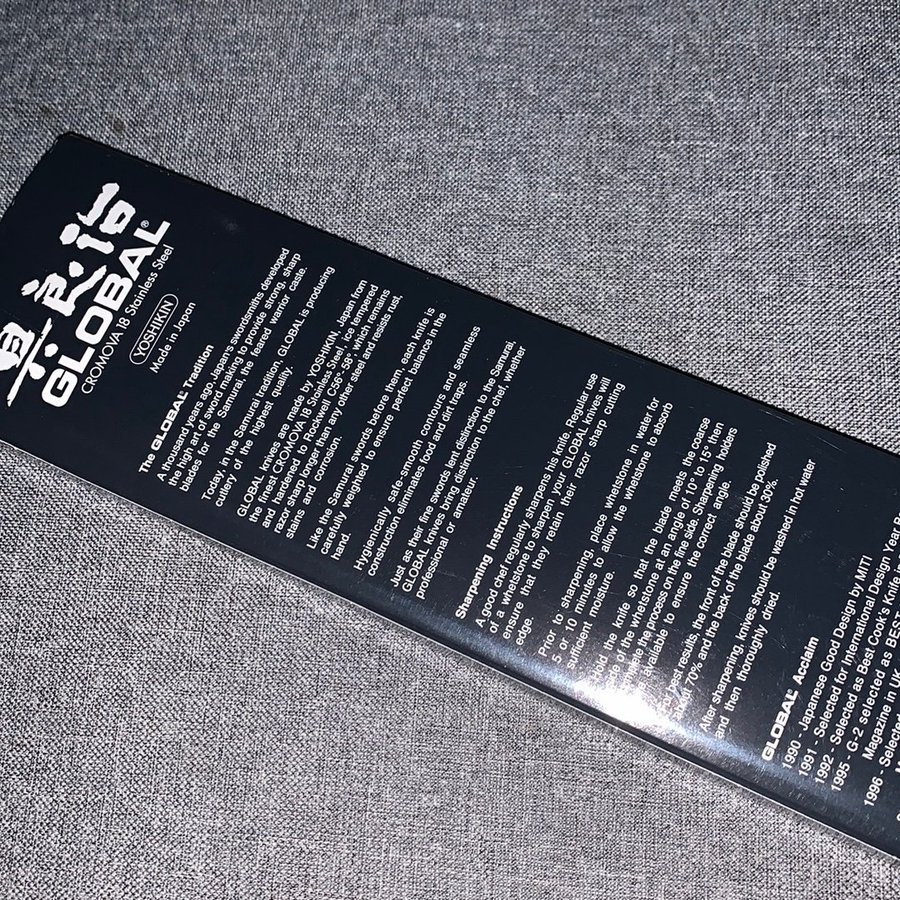 GLOBAL®
CROMOVA 18 Stainless Steel
YOSHIKIN
Made in Japan
The GLOBAL® Tradition
A thousand years ago, Japan's swordsmiths developed
the high art of sword making to provide strong, sharp
blades for the Samurai, the feared warrior caste.
Today, in the Samurai tradition, GLOBAL is producing
cutlery of the highest quality.
GLOBAL knives are made by YOSHIKIN, Japan from
the finest CROMOVA 18 Stainless Steel, ice tempered
and hardened to Rockwell C56°-58°, which remains
razor sharp longer than any other steel and resists rust,
stains and corrosion.
Like the Samurai swords before them, each knife is
carefully weighted to ensure perfect balance in the
hand.
Hygienically safe-smooth contours and seamless
construction eliminates food and dirt traps.
Just as their fine swords lent distinction to the Samurai,
GLOBAL knives bring distinction to the chef, whether
professional or amateur.
Sharpening Instructions
A good chef regularly sharpens his knife. Regular use
of a whetstone to sharpen your GLOBAL knives will
ensure that they retain their razor sharp cutting
edge.
Prior to sharpening, place whetstone in water for
5 or 10 minutes to allow the whetstone to absorb
sufficient moisture.
Hold the knife so that the blade meets the coarse
side of the whetstone at an angle of 10° to 15° then
the process on the fine side. Sharpening holders
available to ensure the correct angle.
best results, the front of the blade should be polished
about 70% and the back of the blade about 30%.
After sharpening, knives should be washed in hot water
and then thoroughly dried.
GLOBAL® Acclaim
1990 - Japanese Good Design by MITI
1991 - Selected for International Design Year
1992 - Selected as Best Cook's Knife in
1995 - G-2 selected as BEST
Magazine in UK
1996 - Selected